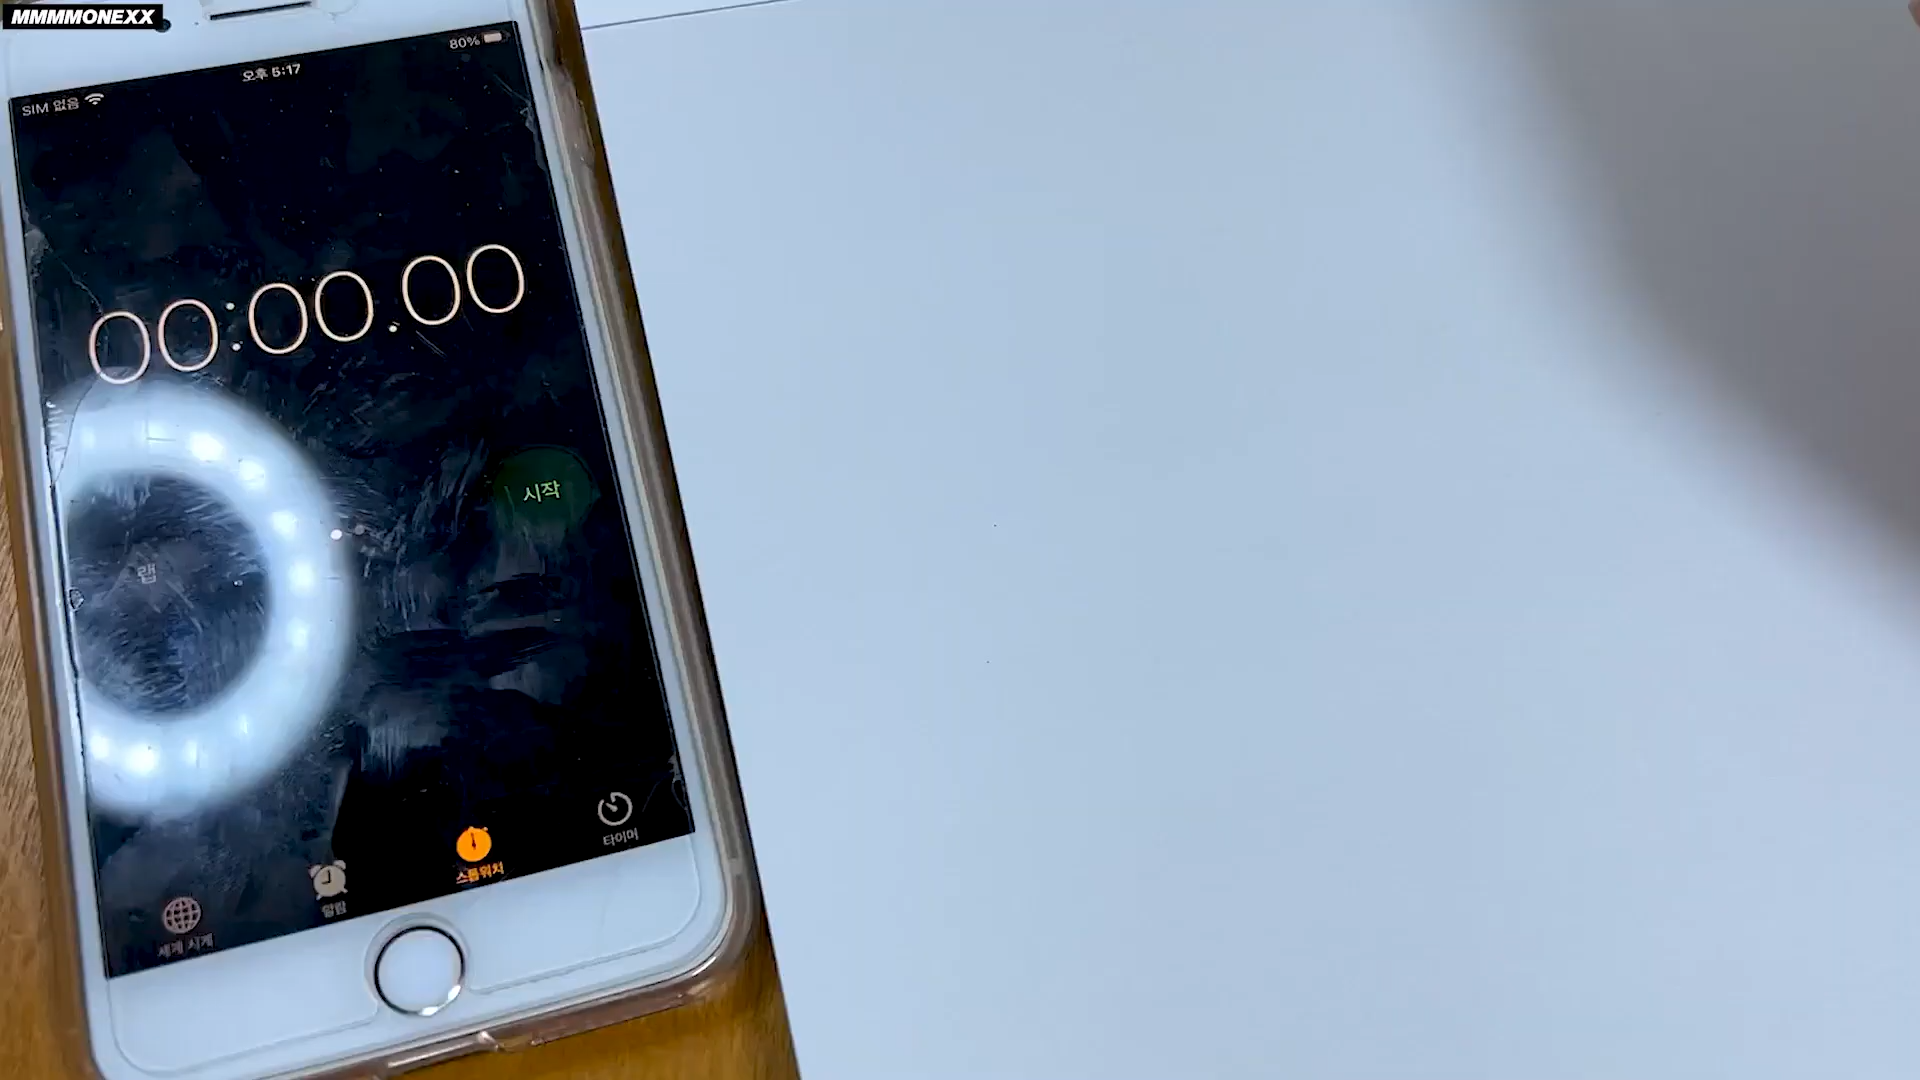 MMMMONEXX
80%
오후 5:17
SIM 없음
00:00.00
시작
랩
세계 시계
알람
스톱워치
타이머